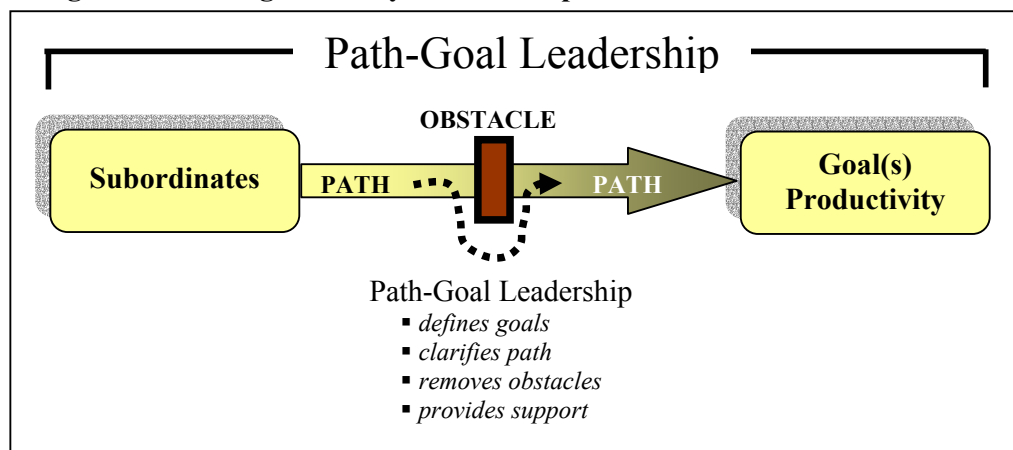 Path-Goal Leadership
OBSTACLE
Subordinates
PATH
PATH
Goal(s)
Productivity
Path-Goal Leadership
▪ defines goals
▪ clarifies path
▪ removes obstacles
▪ provides support